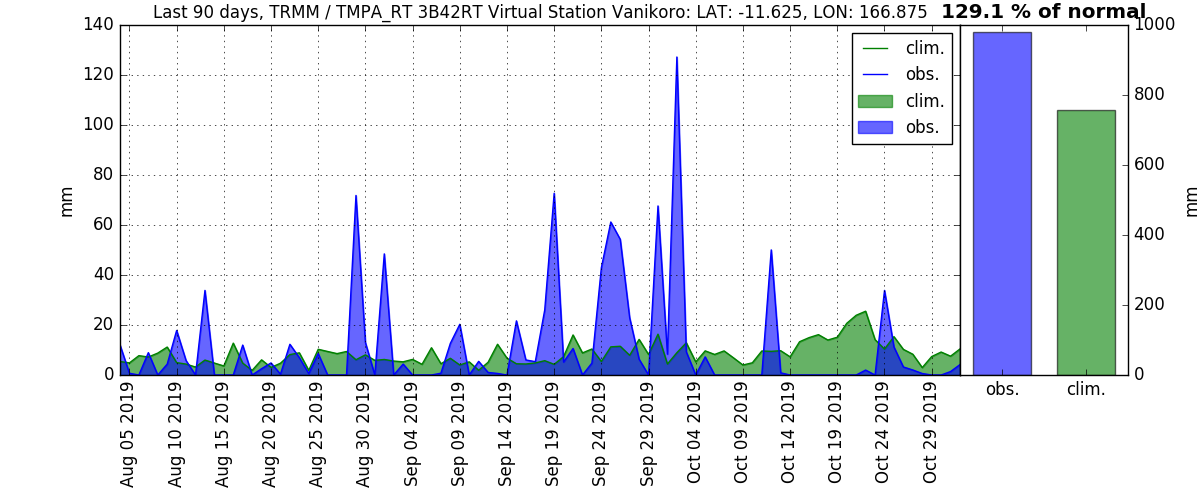 Last 90 days, TRMM / TMPA_RT 3B42RT Virtual Station Vanikoro: LAT: -11.625, LON: 166.875 129.1 % of normal
140
120
100
80
60
40
20
0
mm
clim.
obs.
clim.
obs.
1000
800
600
400
200
0
mm
Aug 05 2019
Aug 10 2019
Aug 15 2019
Aug 20 2019
Aug 25 2019
Aug 30 2019
Sep 04 2019
Sep 09 2019
Sep 14 2019
Sep 19 2019
Sep 24 2019
Sep 29 2019
Oct 04 2019
Oct 09 2019
Oct 14 2019
Oct 19 2019
Oct 24 2019
Oct 29 2019
obs.
clim.